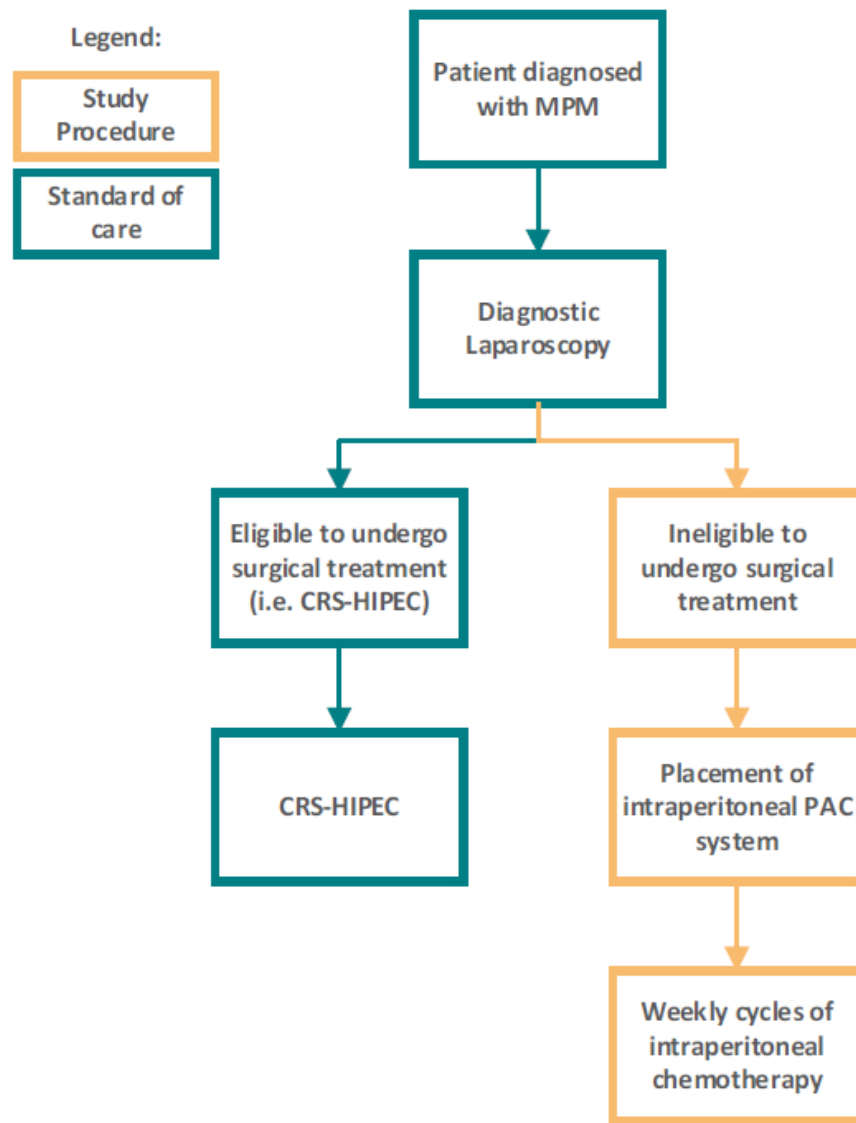 Legend:
Study
Procedure
Standard of
care
Patient diagnosed
with MPM
Diagnostic
Laparoscopy
Eligible to undergo
surgical treatment
(i.e. CRS-HIPEC)
Ineligible to
undergo surgical
treatment
CRS-HIPEC
Placement of
intraperitoneal PAC
system
Weekly cycles of
intraperitoneal
chemotherapy